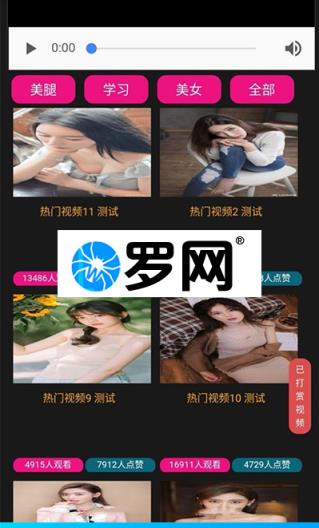 0:00
美腿 学习 美女 全部
热门视频11 测试 热门视频2 测试
罗网®
13486人 人点赞
热门视频9 测试 热门视频10 测试
已打赏视频
4915人观看 7912人点赞 16911人观看 4729人点赞